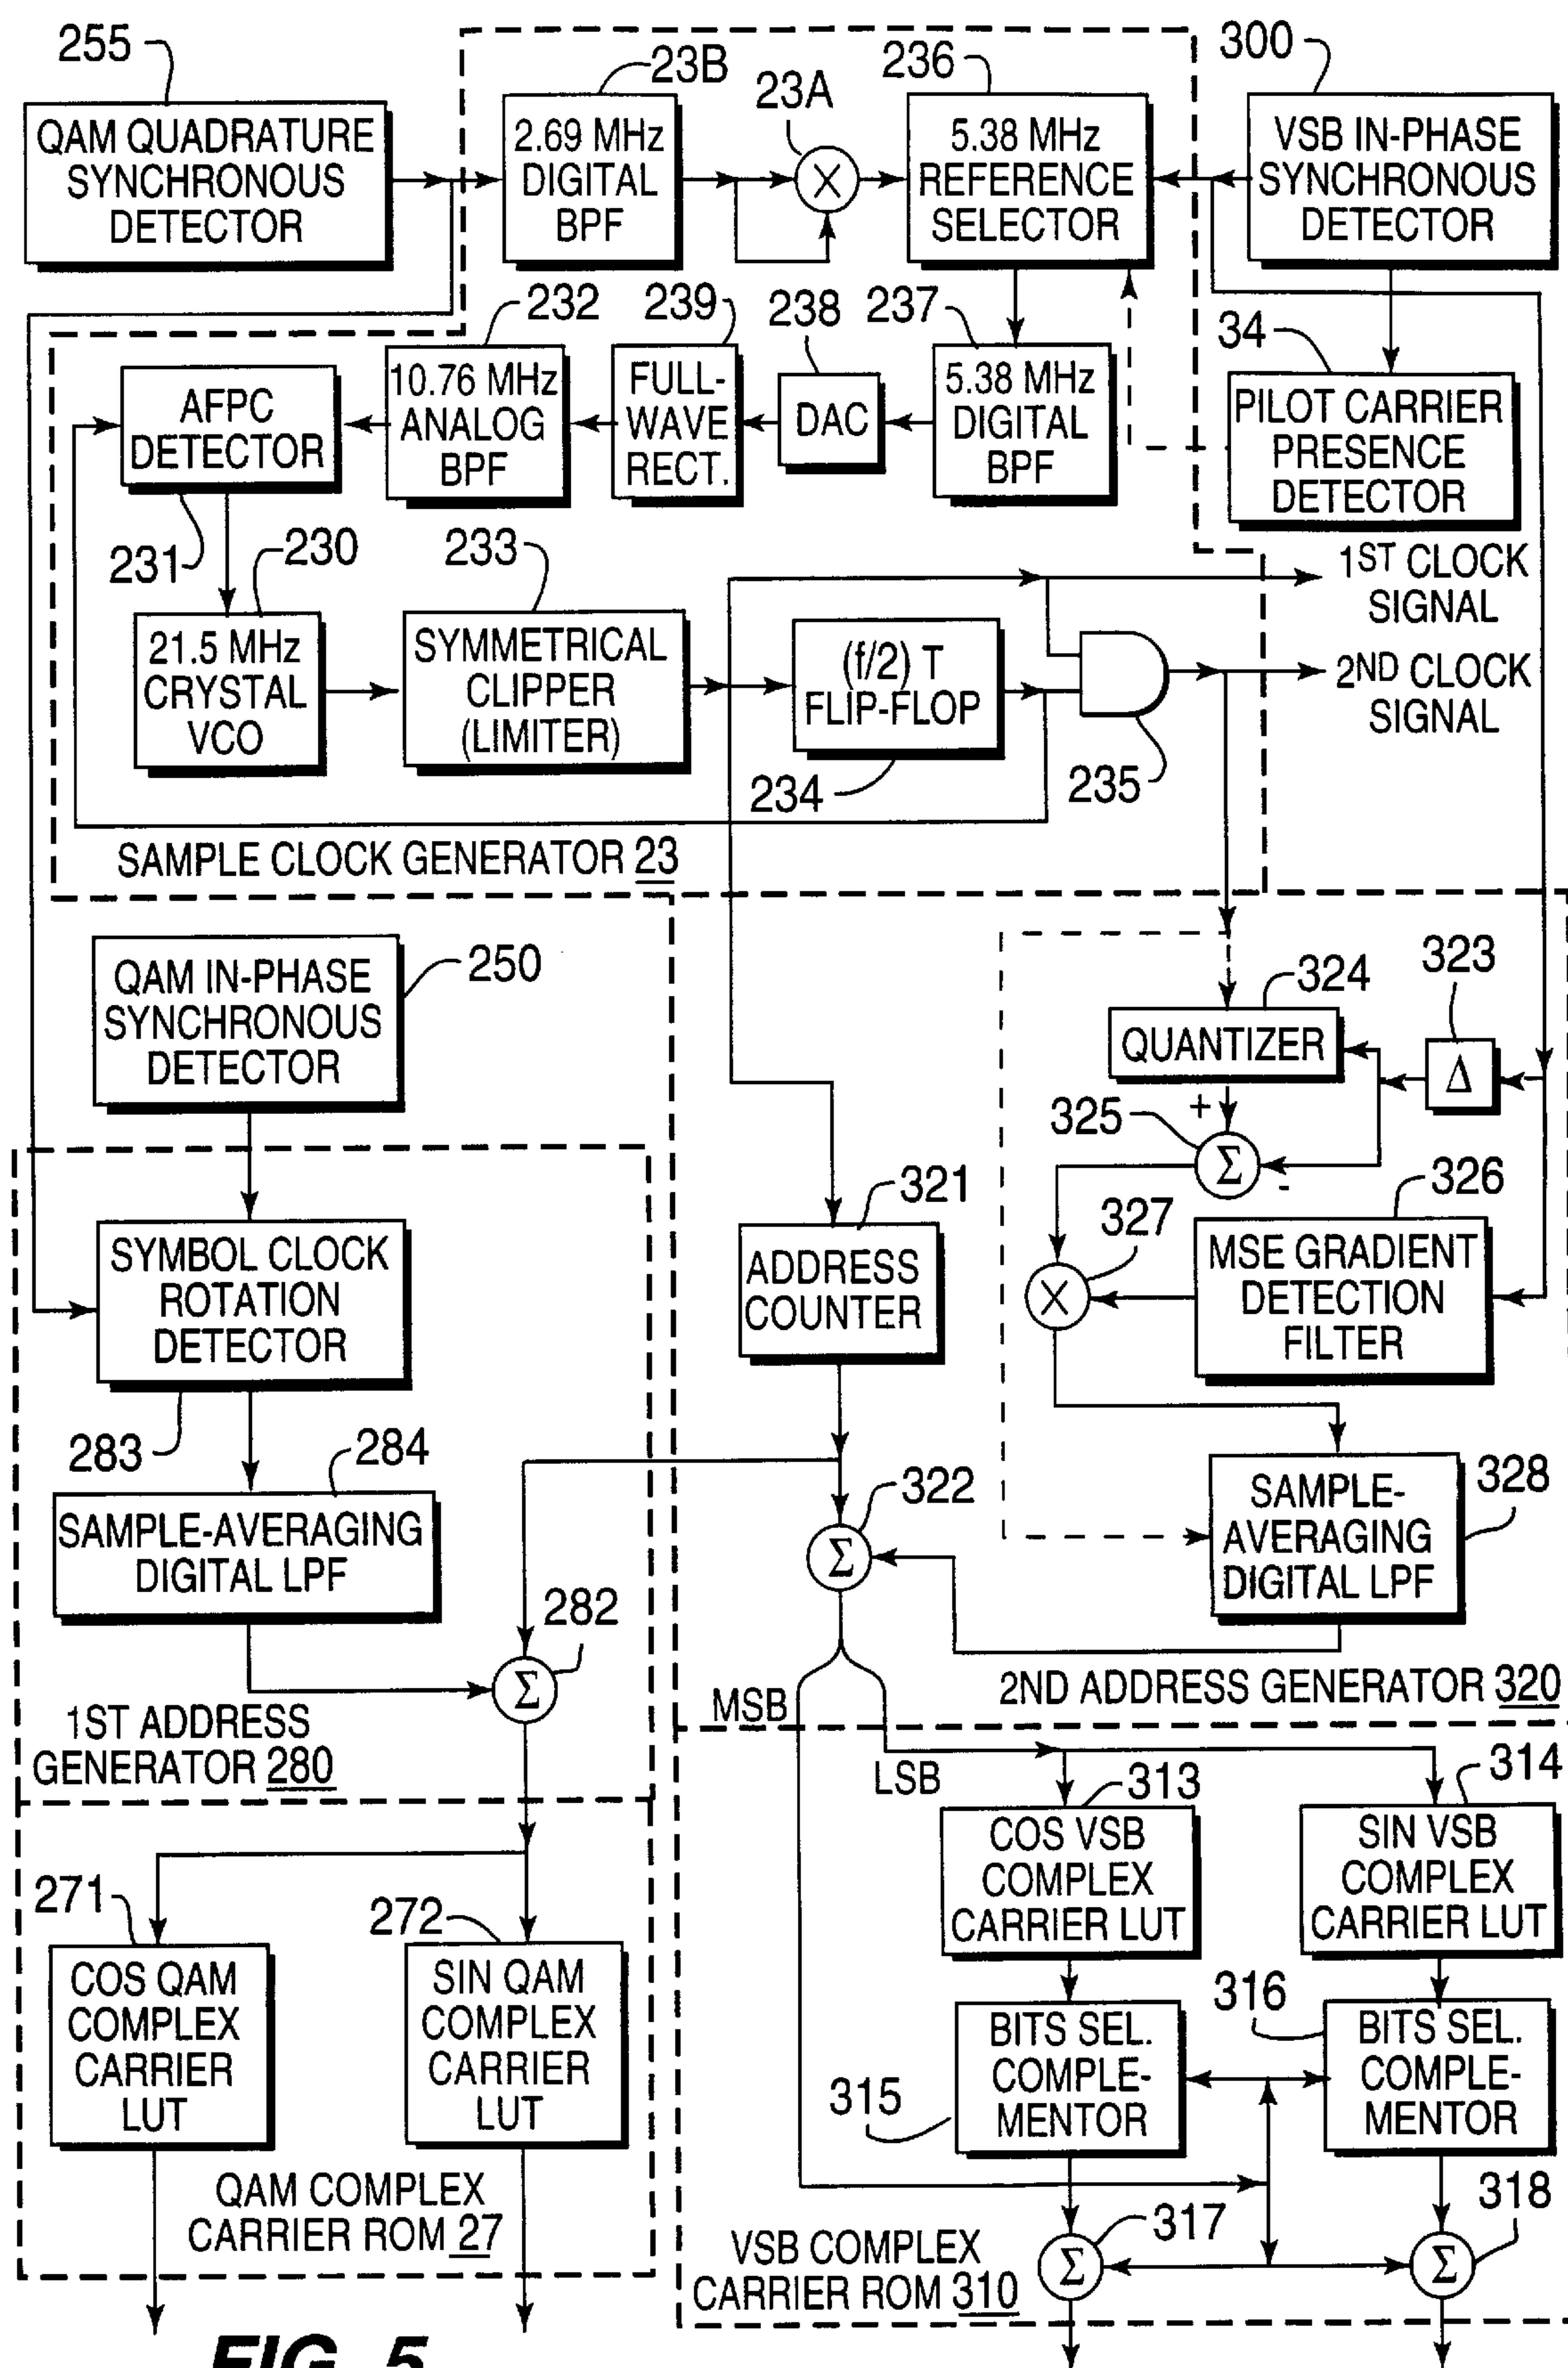 255
23B
23A
236
300
QAM QUADRATURE
SYNCHRONOUS
DETECTOR
2.69 MHz
DIGITAL
BPF
X
5.38 MHz
REFERENCE
SELECTOR
VSB IN-PHASE
SYNCHRONOUS
DETECTOR
232
239
238
237
34
AFPC
DETECTOR
10.76 MHz
ANALOG
BPF
FULL-
WAVE
RECT.
DAC
5.38 MHz
DIGITAL
BPF
PILOT CARRIER
PRESENCE
DETECTOR
231
230
233
1ST CLOCK
SIGNAL
21.5 MHz
CRYSTAL
VCO
SYMMETRICAL
CLIPPER
(LIMITER)
(f/2) T
FLIP-FLOP
2ND CLOCK
SIGNAL
234
235
SAMPLE CLOCK GENERATOR 23
QAM IN-PHASE
SYNCHRONOUS
DETECTOR
250
324
323
QUANTIZER
Δ
+
325
Σ
-
326
321
327
SYMBOL CLOCK
ROTATION
DETECTOR
ADDRESS
COUNTER
X
MSE GRADIENT
DETECTION
FILTER
283
284
322
328
SAMPLE-AVERAGING
DIGITAL LPF
Σ
SAMPLE-
AVERAGING
DIGITAL LPF
282
Σ
1ST ADDRESS
GENERATOR 280
MSB
2ND ADDRESS GENERATOR 320
LSB
313
314
COS VSB
COMPLEX
CARRIER LUT
SIN VSB
COMPLEX
CARRIER LUT
271
272
COS QAM
COMPLEX
CARRIER
LUT
SIN QAM
COMPLEX
CARRIER
LUT
316
BITS SEL.
COMPLE-
MENTOR
BITS SEL.
COMPLE-
MENTOR
315
QAM COMPLEX
CARRIER ROM 27
317
318
VSB COMPLEX
CARRIER ROM 310
Σ
Σ
FIG. 5